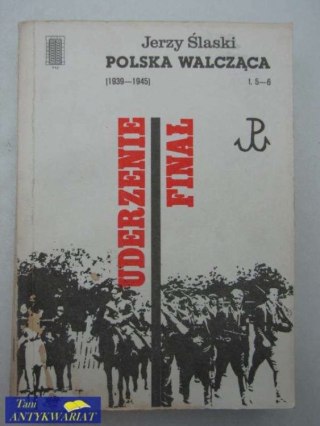 Jerzy Ślaski
POLSKA WALCZĄCA
(1939—1945) t. 5—6
UDERZENIE
FINAŁ
Tani
ANTYKWARIAT